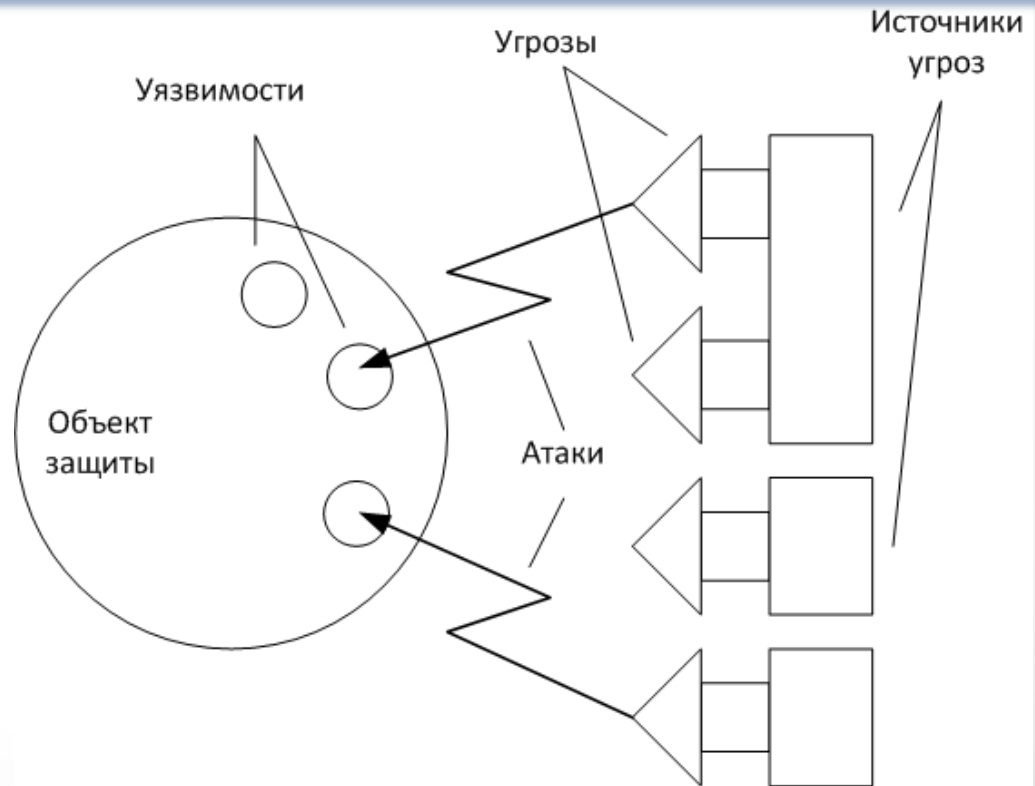 Источники
угроз
Угрозы
Уязвимости
Объект
защиты
Атаки